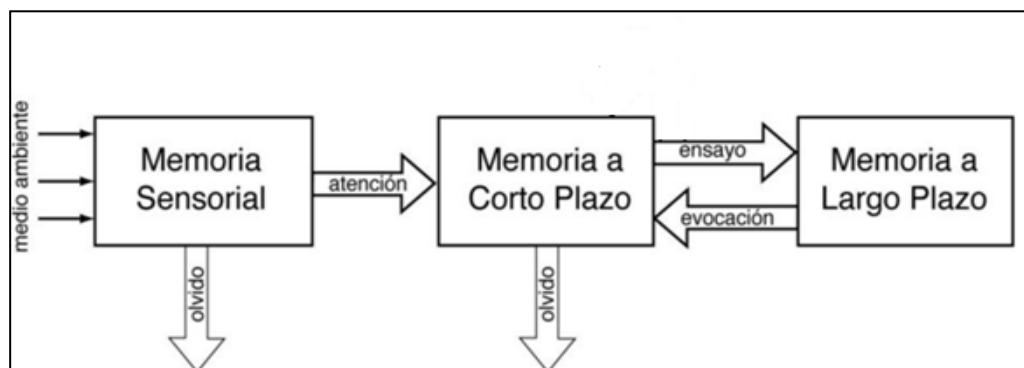 medio ambiente
Memoria
Sensorial
atención
Memoria a
Corto Plazo
ensayo
evocación
Memoria a
Largo Plazo
olvido
olvido